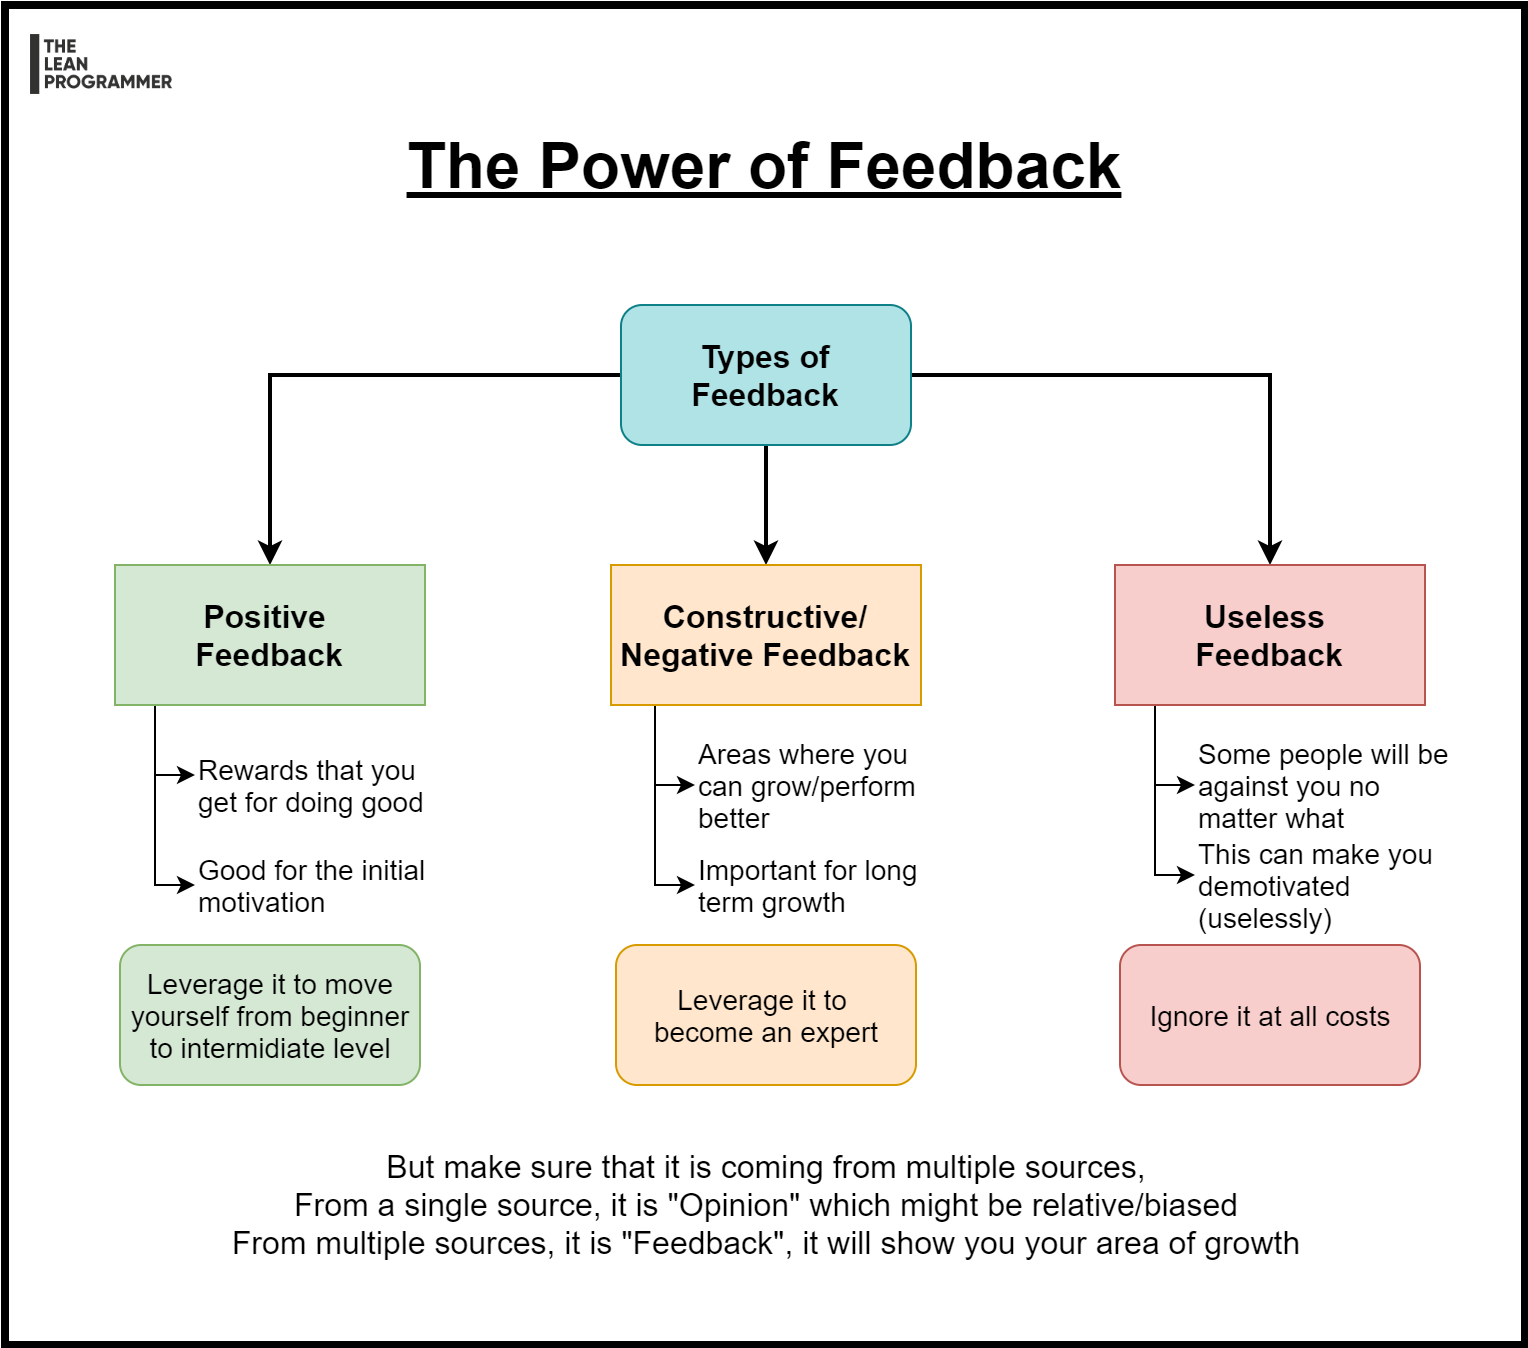 THE
LEAN
PROGRAMMER
The Power of Feedback
Types of
Feedback
Positive
Feedback
Rewards that you
get for doing good
Good for the initial
motivation
Leverage it to move
yourself from beginner
to intermidiate level
Constructive/
Negative Feedback
Areas where you
can grow/perform
better
Important for long
term growth
Leverage it to
become an expert
Useless
Feedback
Some people will be
against you no
matter what
This can make you
demotivated
(uselessly)
Ignore it at all costs
But make sure that it is coming from multiple sources,
From a single source, it is "Opinion" which might be relative/biased
From multiple sources, it is "Feedback", it will show you your area of growth